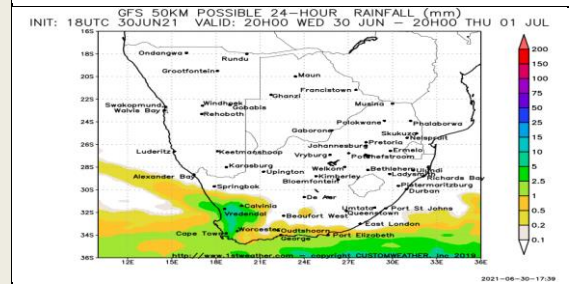 GFS 50KM POSSIBLE 24-HOUR RAINFALL (mm)
INIT: 18UTC 30JUN21 VALID: 20H00 WED 30 JUN - 20H00 THU 01 JUL
16S
18S
20S
22S
24S
26S
28S
30S
32S
34S
36S
Ondangwa
Rundu
Grootfontein
Maun
Francistown
Ghanzi
Musina
Swakopmund
Walvis Bay
Windhoek
Gobabis
Rehoboth
Polokwane
Phalaborwa
Gaborone
Skukuza
Nelspruit
Pretoria
Johannesburg
Ermelo
Luderitz
Keetmanshoop
Vryburg
Potchefstroom
Karasburg
Upington
Welkom
Bethlehem
Ladysmith
Ulundi
Richards Bay
Alexander Bay
Kimberley
Bloemfontein
Springbok
Pietermaritzburg
Durban
De Aar
Calvinia
Vredendal
Beaufort West
Umtata
Port St Johns
Queenstown
East London
Cape Town
Worcester
Oudtshoorn
George
Port Elizabeth
http://www.1stweather.com - copyright CUSTOMWEATHER, inc 2019
12E
15E
18E
21E
24E
27E
30E
33E
36E
200
150
100
75
50
25
15
10
5
2.5
1
0.5
0.2
0.1
2021-06-30-17:39